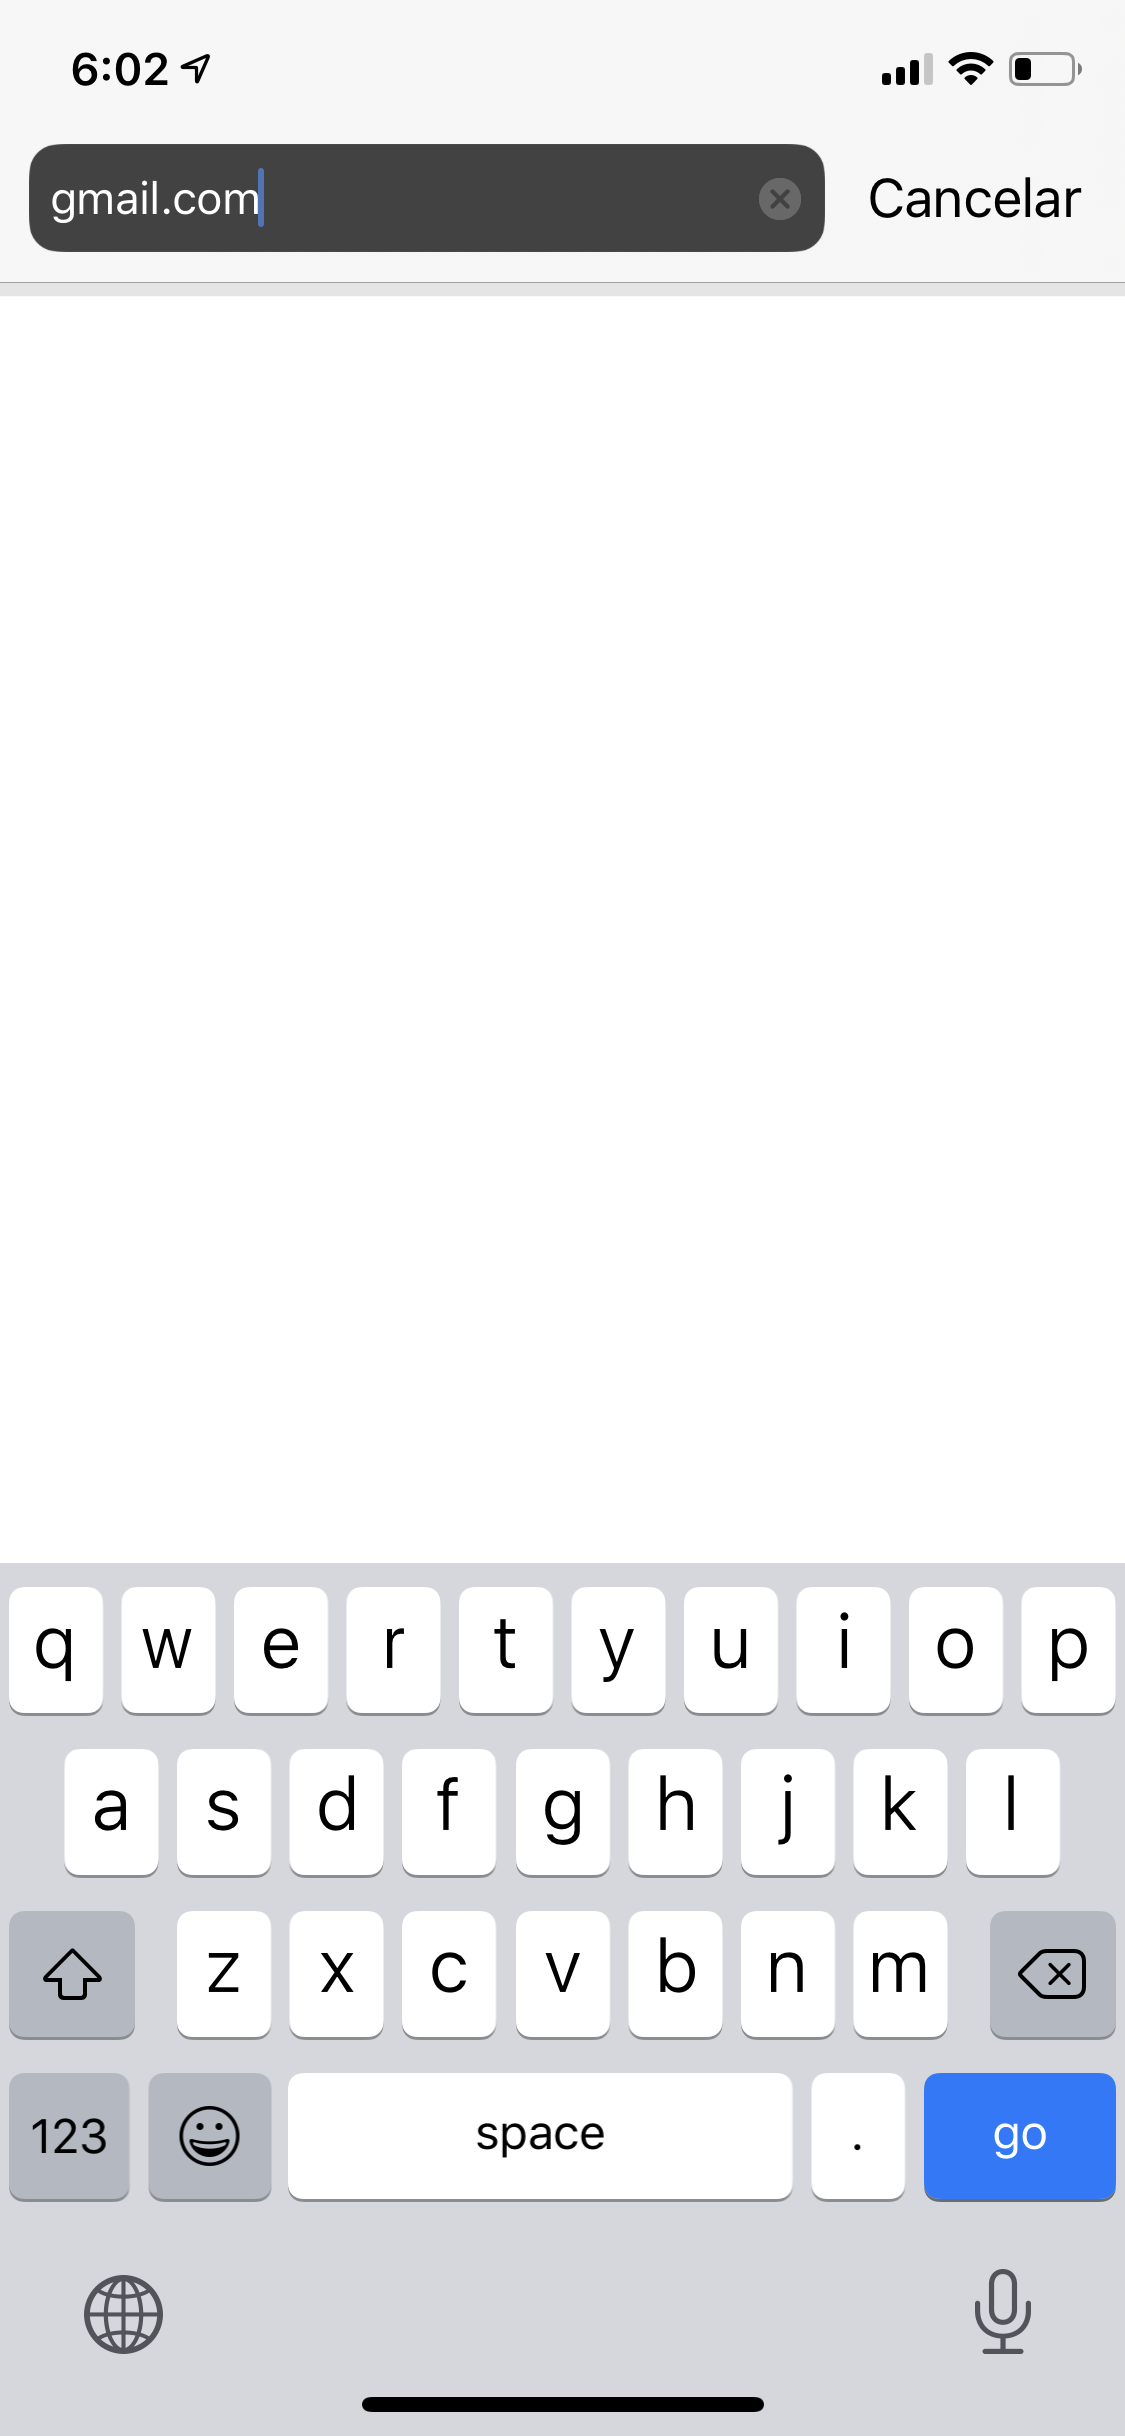 6:02
gmail.com
Cancelar
q w e r t y u i o p
a s d f g h j k l
z x c v b n m
123 space . go